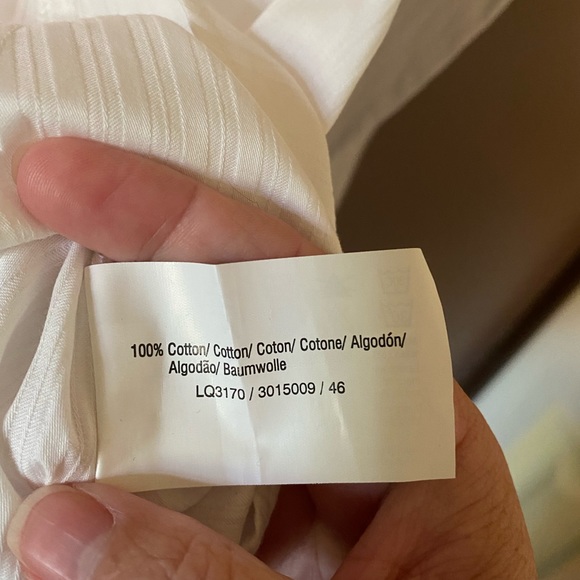 100% Cotton/ Cotton/ Coton/ Cotone/ Algodón/
Algodão/ Baumwolle
LQ3170 / 3015009 / 46